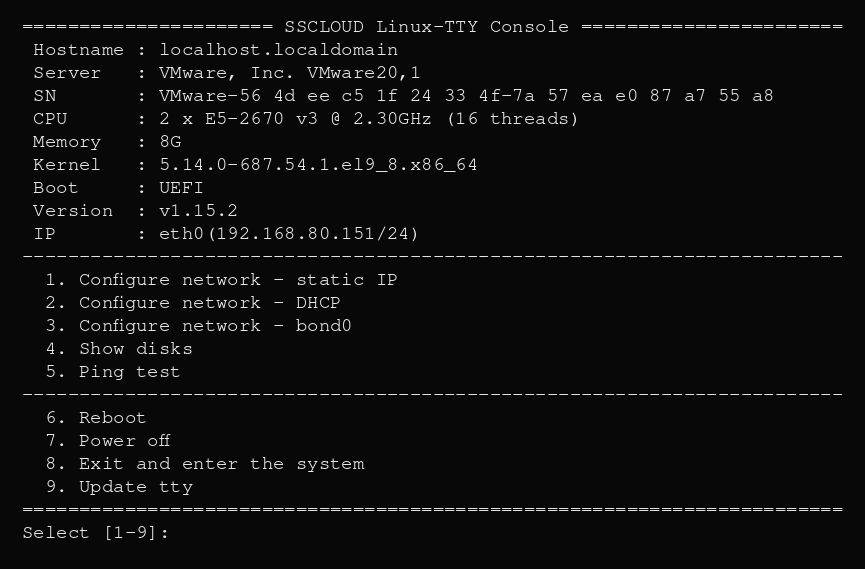 ====================== SSCLOUD Linux-TTY Console =======================
Hostname : localhost.localdomain
Server   : VMware, Inc. VMware20,1
SN       : VMware-56 4d ee c5 1f 24 33 4f-7a 57 ea e0 87 a7 55 a8
CPU      : 2 x E5-2670 v3 @ 2.30GHz (16 threads)
Memory   : 8G
Kernel   : 5.14.0-687.54.1.el9_8.x86_64
Boot     : UEFI
Version  : v1.15.2
IP       : eth0(192.168.80.151/24)
------------------------------------------------------------------------
1. Configure network - static IP
2. Configure network - DHCP
3. Configure network - bond0
4. Show disks
5. Ping test
------------------------------------------------------------------------
6. Reboot
7. Power off
8. Exit and enter the system
9. Update tty
========================================================================
Select [1-9]: